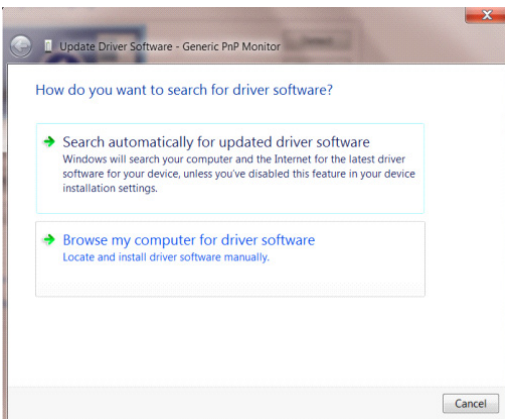 Update Driver Software - Generic PnP Monitor
How do you want to search for driver software?
Search automatically for updated driver software
Windows will search your computer and the Internet for the latest driver
software for your device, unless you've disabled this feature in your device
installation settings.
Browse my computer for driver software
Locate and install driver software manually.
Cancel